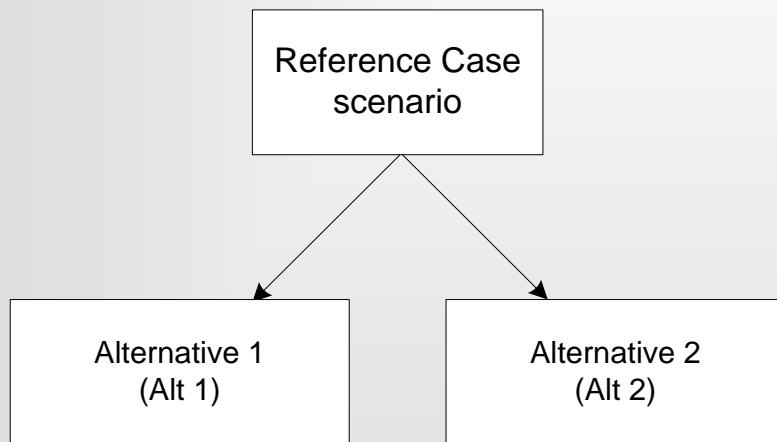 Reference Case
scenario
Alternative 1
(Alt 1)
Alternative 2
(Alt 2)